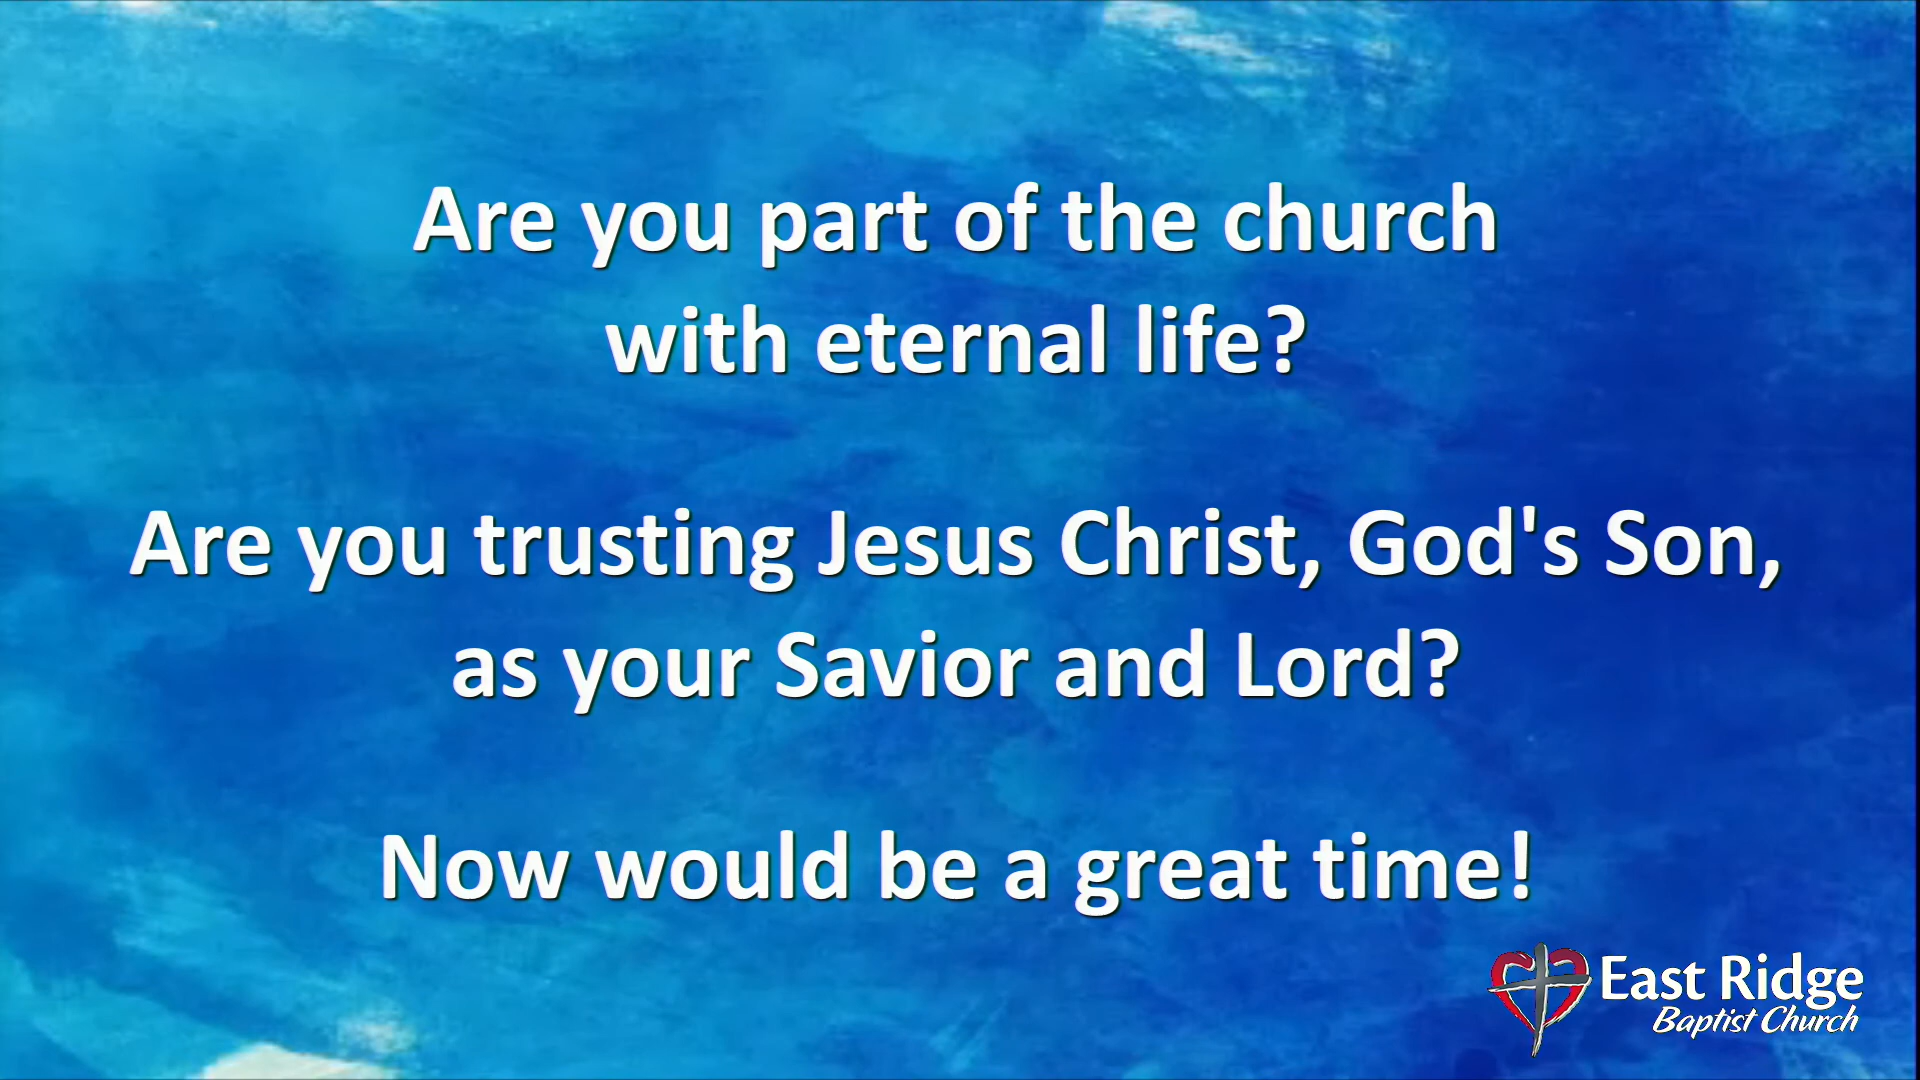 Are you part of the church
with eternal life?
Are you trusting Jesus Christ, God's Son,
as your Savior and Lord?
Now would be a great time!
East Ridge
Baptist Church